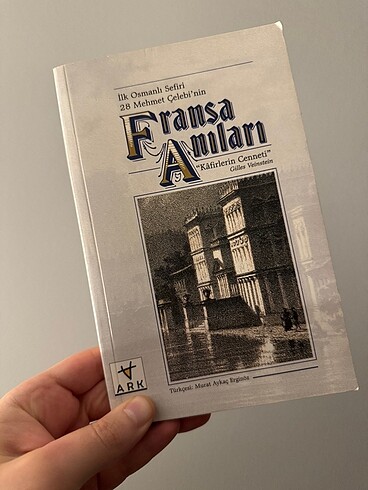 İlk Osmanlı Sefiri
28 Mehmet Çelebi'nin
Fransa
Anıları
"Kâfirlerin Cenneti"
Gilles Veinstein
ARK
Türkçesi: Murat Aykaç Erginöz